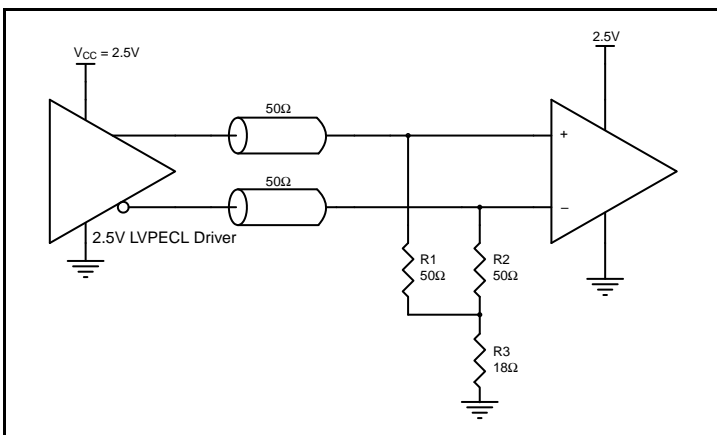 V_CC = 2.5V
2.5V
50Ω
50Ω
+
–
2.5V LVPECL Driver
R1
50Ω
R2
50Ω
R3
18Ω